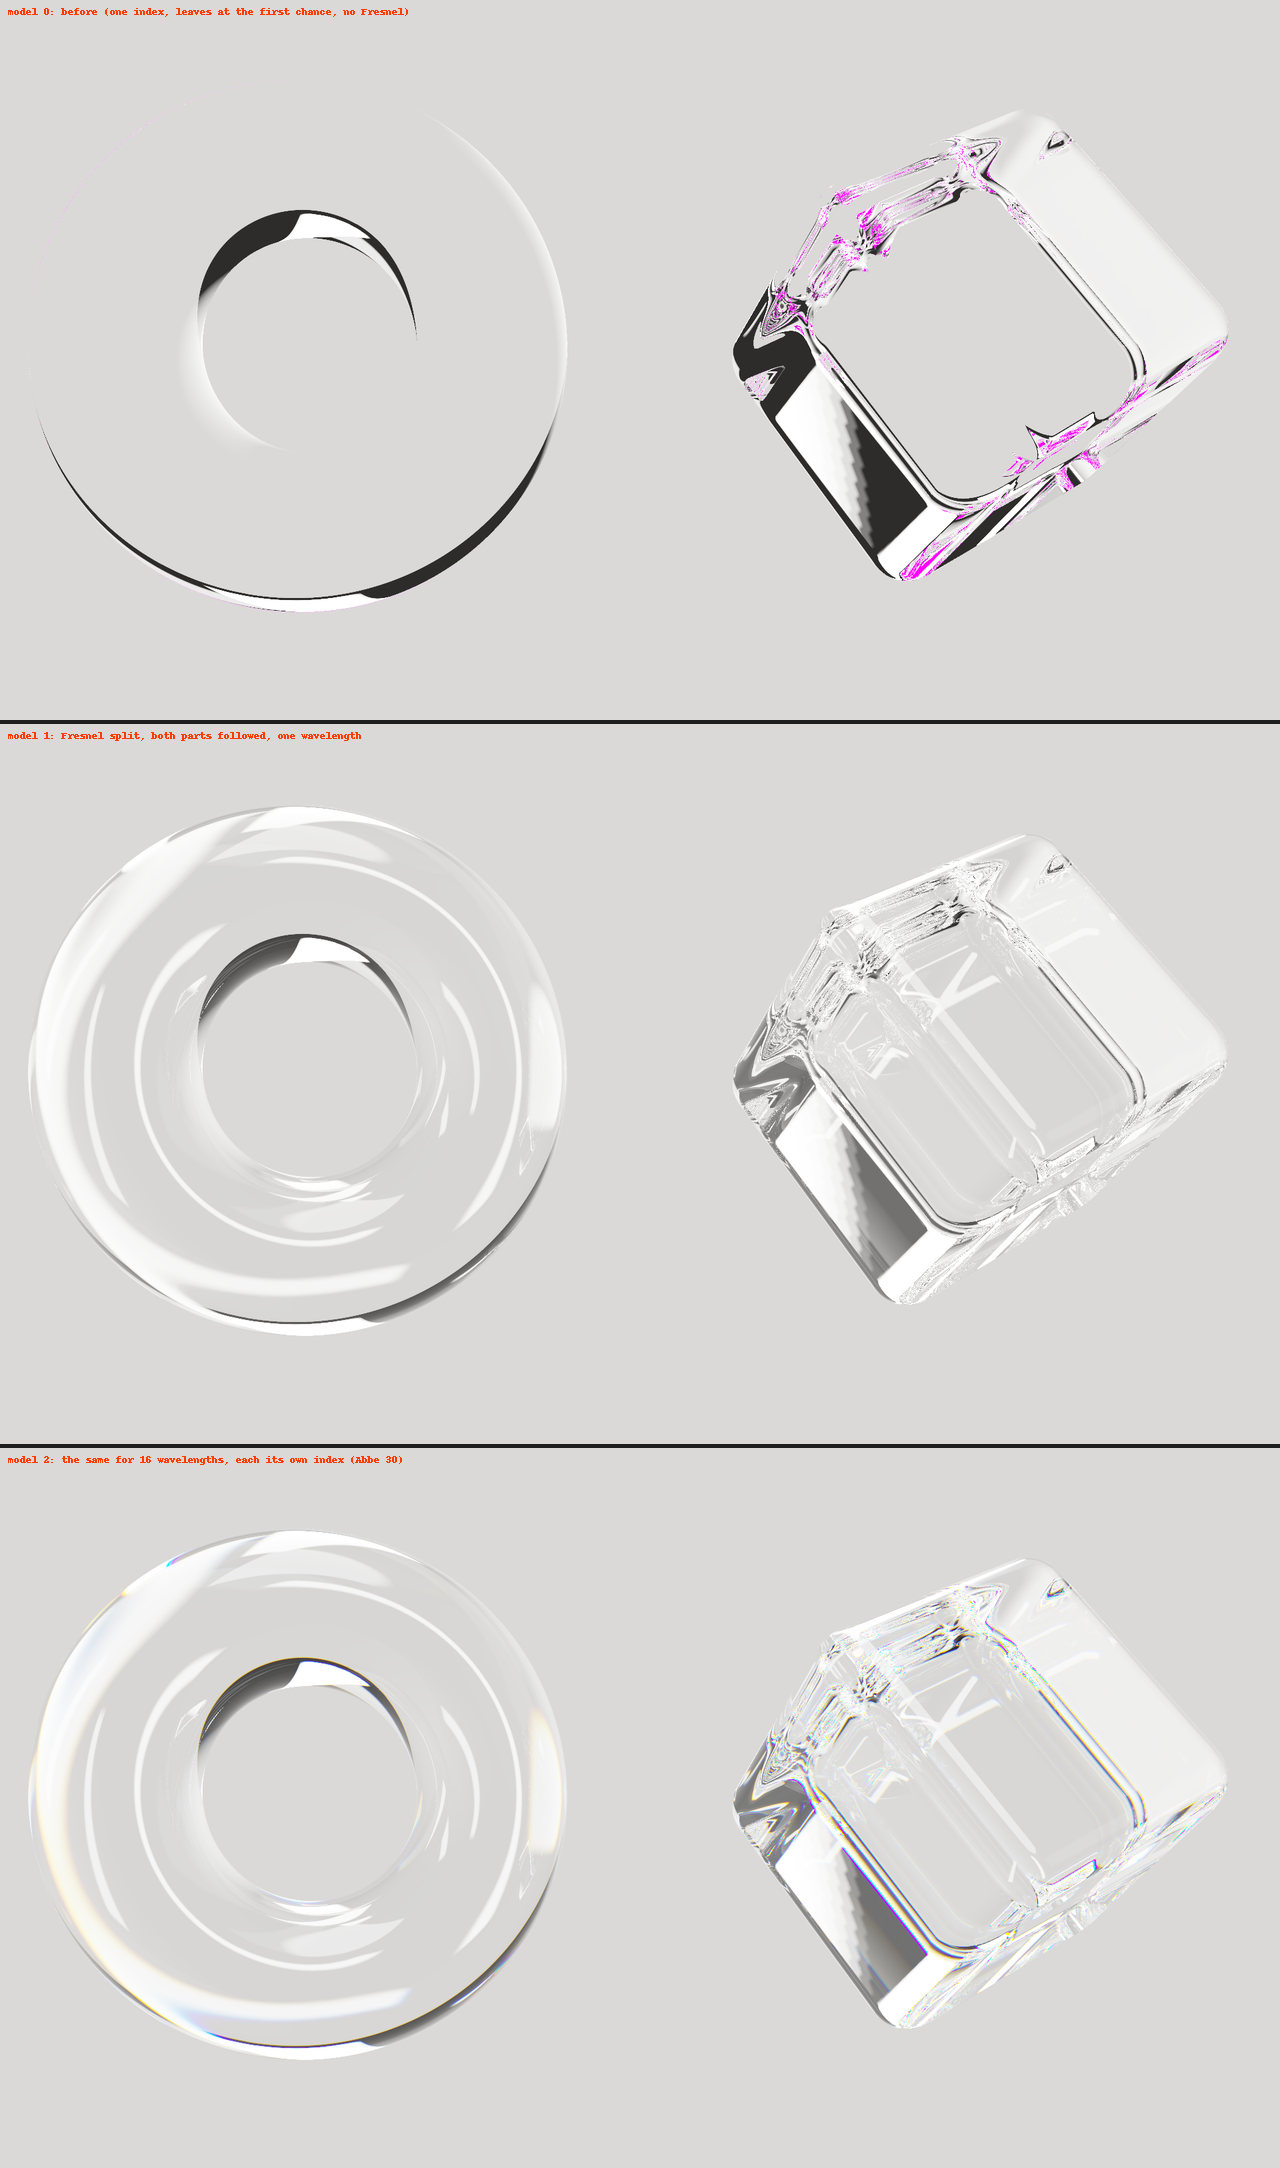 model 0: before (one index, leaves at the first chance, no Fresnel)
model 1: Fresnel split, both parts followed, one wavelength
model 2: the same for 16 wavelengths, each its own index (Abbe 30)